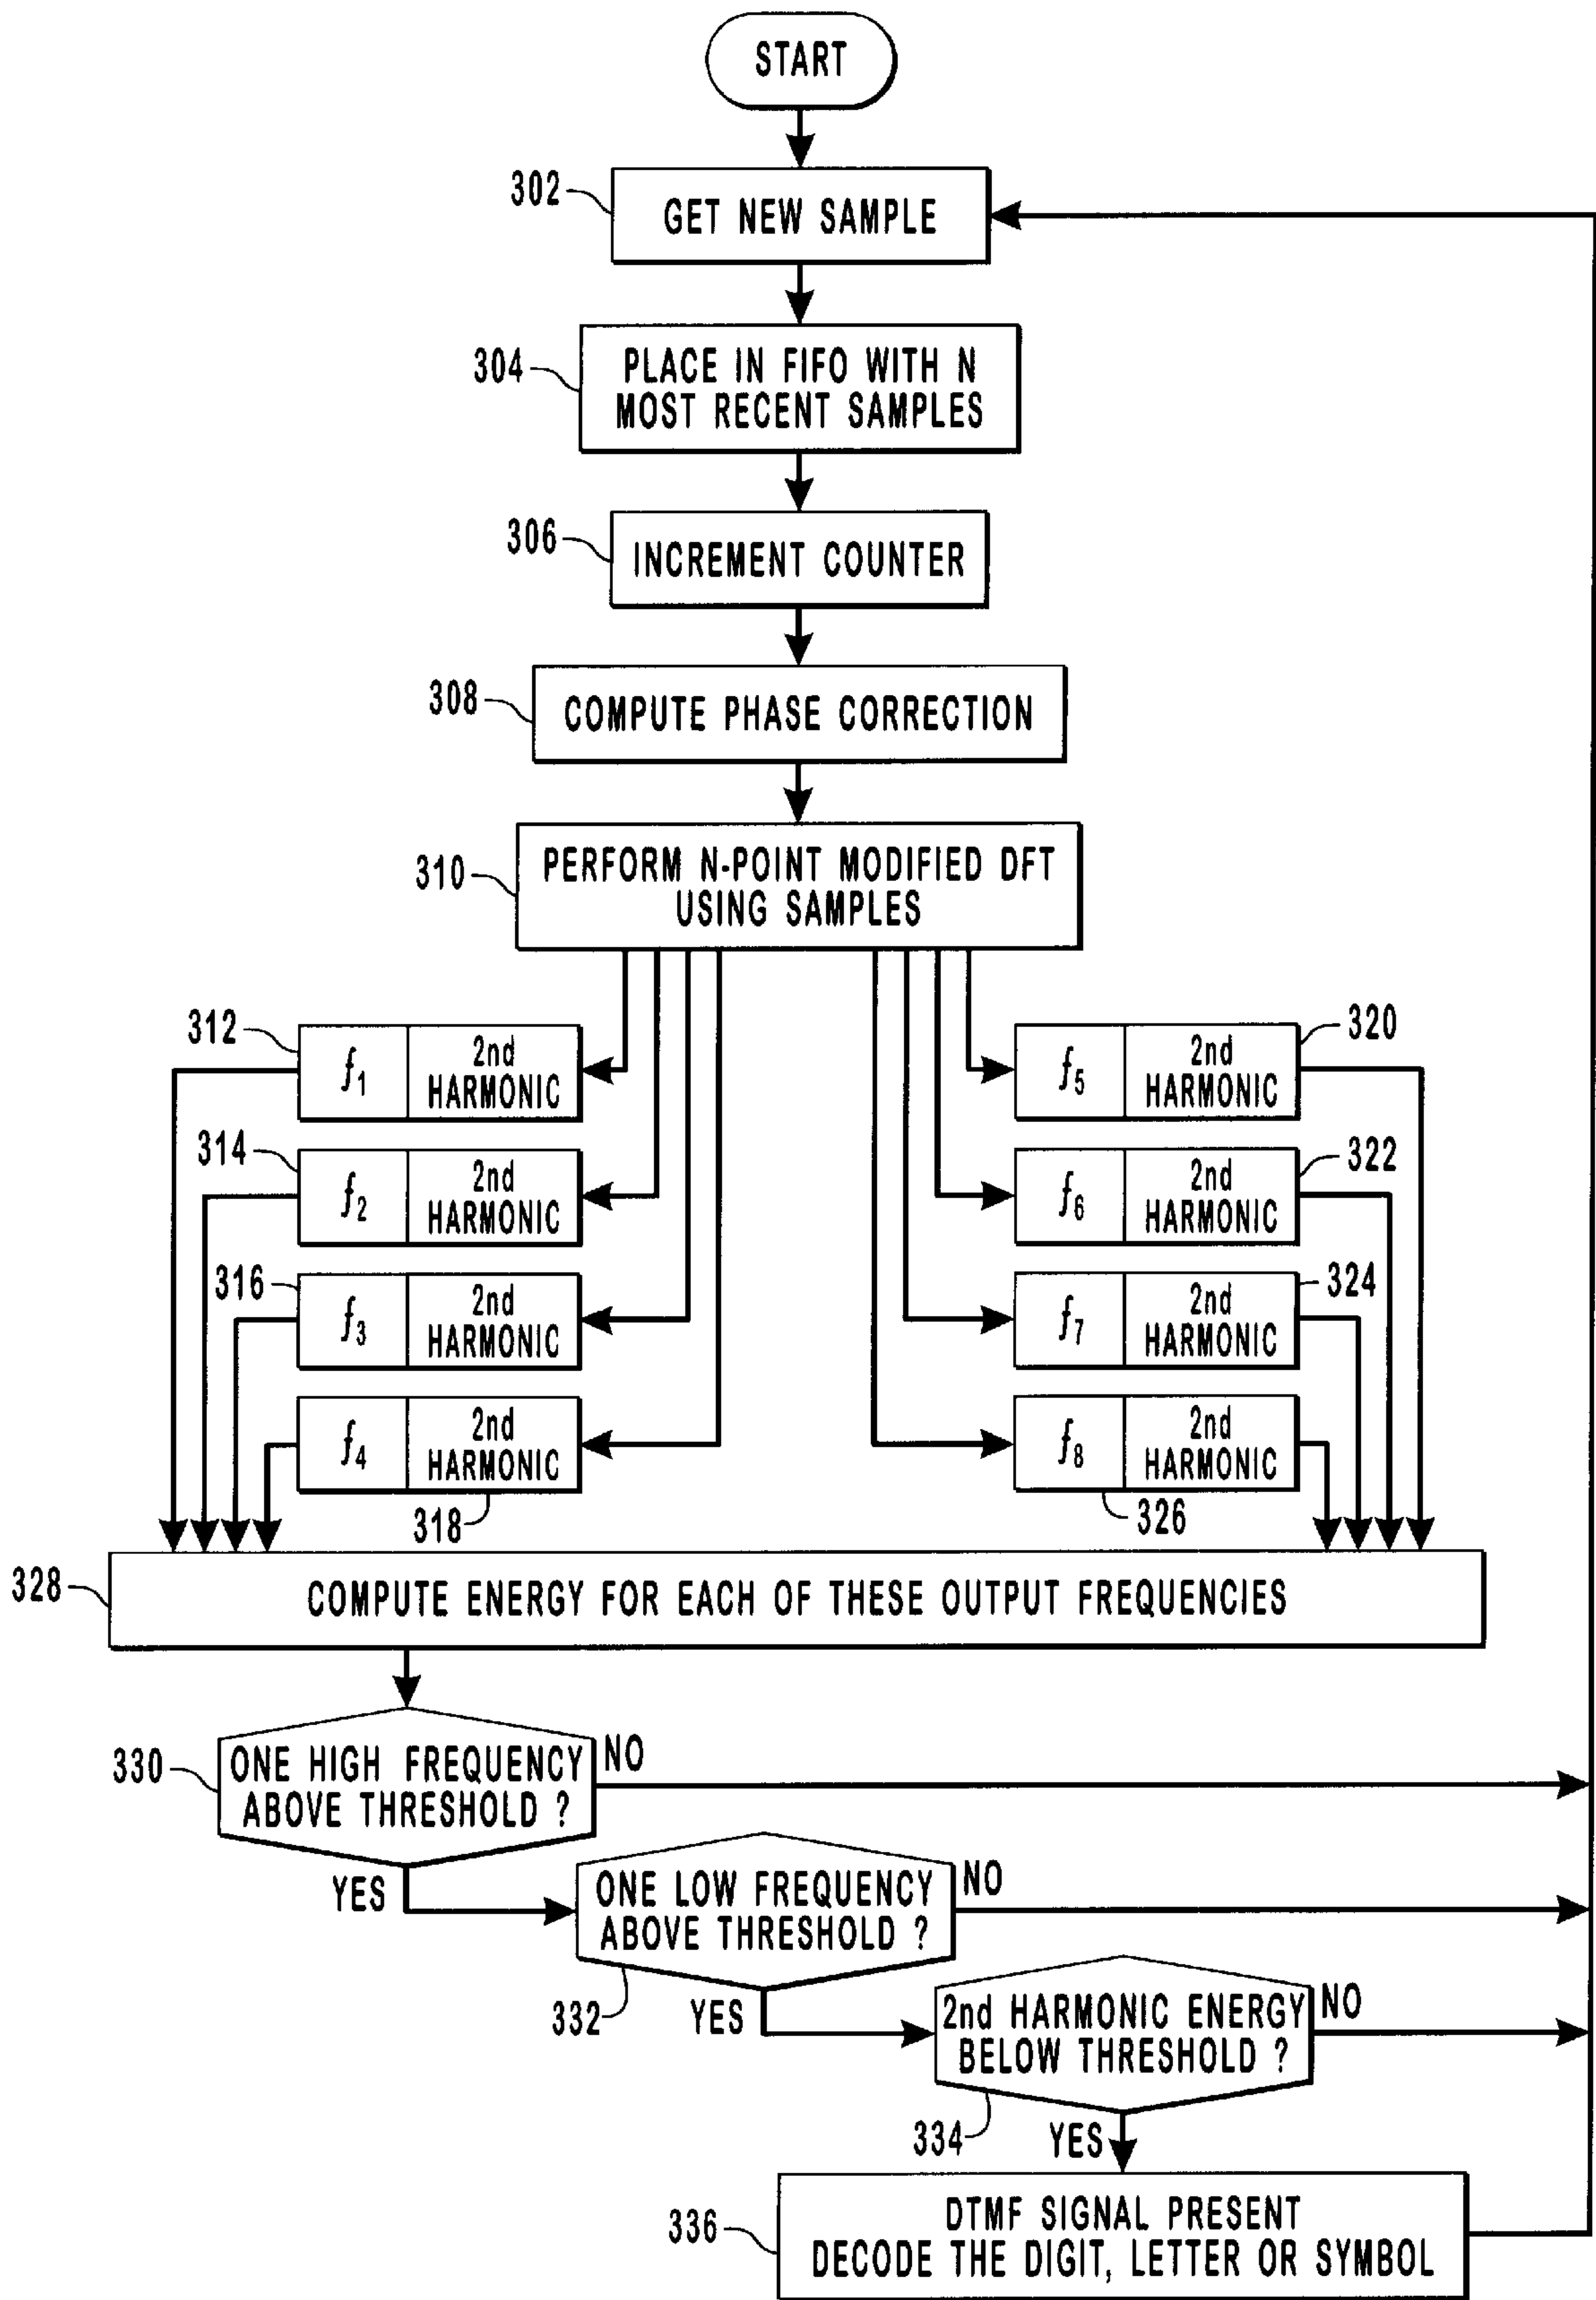 START
302
GET NEW SAMPLE
304
PLACE IN FIFO WITH N
MOST RECENT SAMPLES
306
INCREMENT COUNTER
308
COMPUTE PHASE CORRECTION
310
PERFORM N-POINT MODIFIED DFT
USING SAMPLES
312
f₁
2nd
HARMONIC
314
f₂
2nd
HARMONIC
316
f₃
2nd
HARMONIC
f₄
2nd
HARMONIC
318
320
f₅
2nd
HARMONIC
322
f₆
2nd
HARMONIC
324
f₇
2nd
HARMONIC
f₈
2nd
HARMONIC
326
328
COMPUTE ENERGY FOR EACH OF THESE OUTPUT FREQUENCIES
330
ONE HIGH FREQUENCY
ABOVE THRESHOLD ?
NO
YES
332
ONE LOW FREQUENCY
ABOVE THRESHOLD ?
NO
YES
334
2nd HARMONIC ENERGY
BELOW THRESHOLD ?
NO
YES
336
DTMF SIGNAL PRESENT
DECODE THE DIGIT, LETTER OR SYMBOL